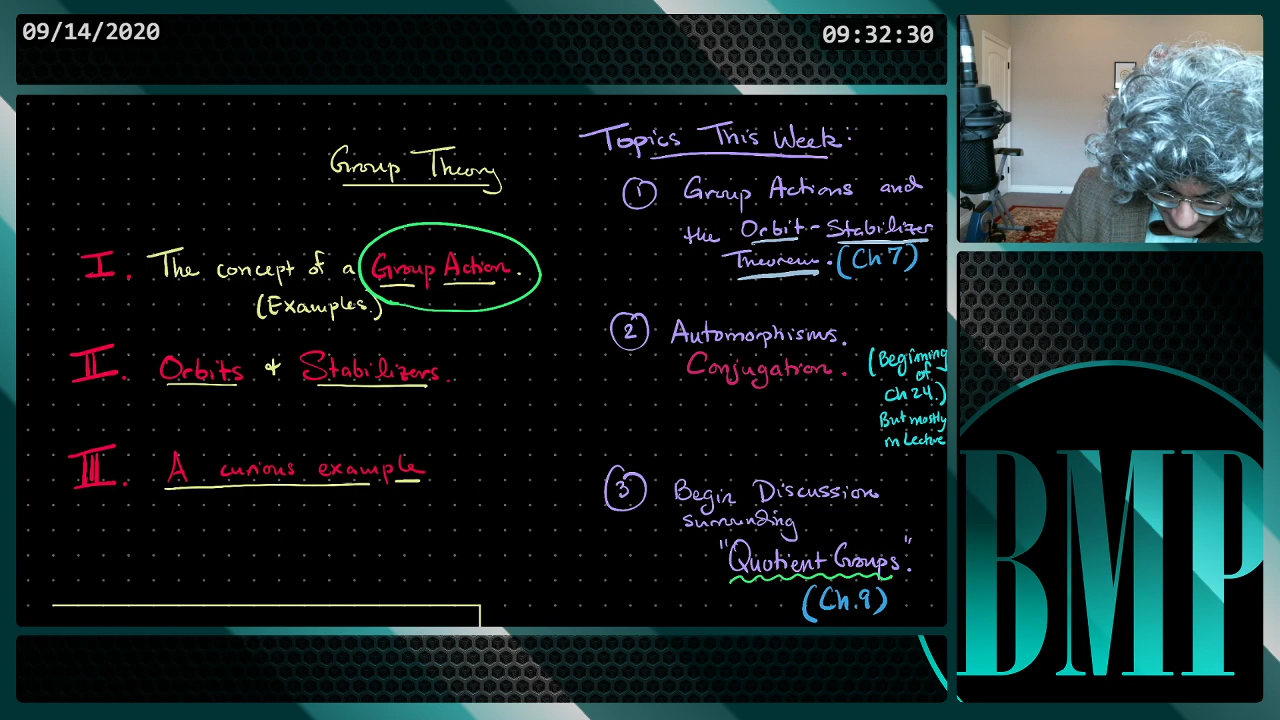 09/14/2020
09:32:30
Group Theory
I. The concept of a Group Action.
(Examples.)
II. Orbits & Stabilizers.
III. A curious example
Topics This Week:
① Group Actions and
the Orbit-Stabilizer
Theorem. (Ch 7)
② Automorphisms.
Conjugation.
(Beginning
of
Ch 24.)
But mostly
in Lecture
③ Begin Discussion
surrounding
"Quotient Groups".
(Ch.9)
BMP